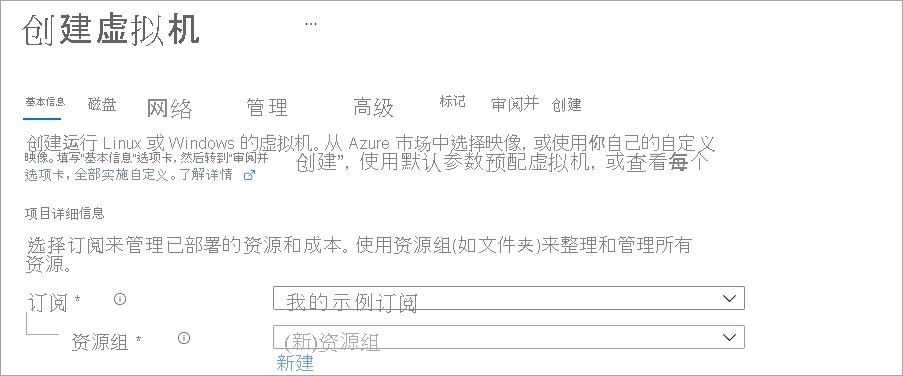 创建虚拟机 ...
基本信息 磁盘 网络 管理 高级 标记 审阅并 创建
创建运行 Linux 或 Windows 的虚拟机。从 Azure 市场中选择映像, 或使用你自己的自定义
映像。填写"基本信息"选项卡, 然后转到"审阅并 创建", 使用默认参数预配虚拟机, 或查看每个
选项卡, 全部实施自定义。了解详情
项目详细信息
选择订阅来管理已部署的资源和成本。使用资源组(如文件夹)来整理和管理所有
资源。
订阅 * 我的示例订阅
资源组 * (新)资源组
新建